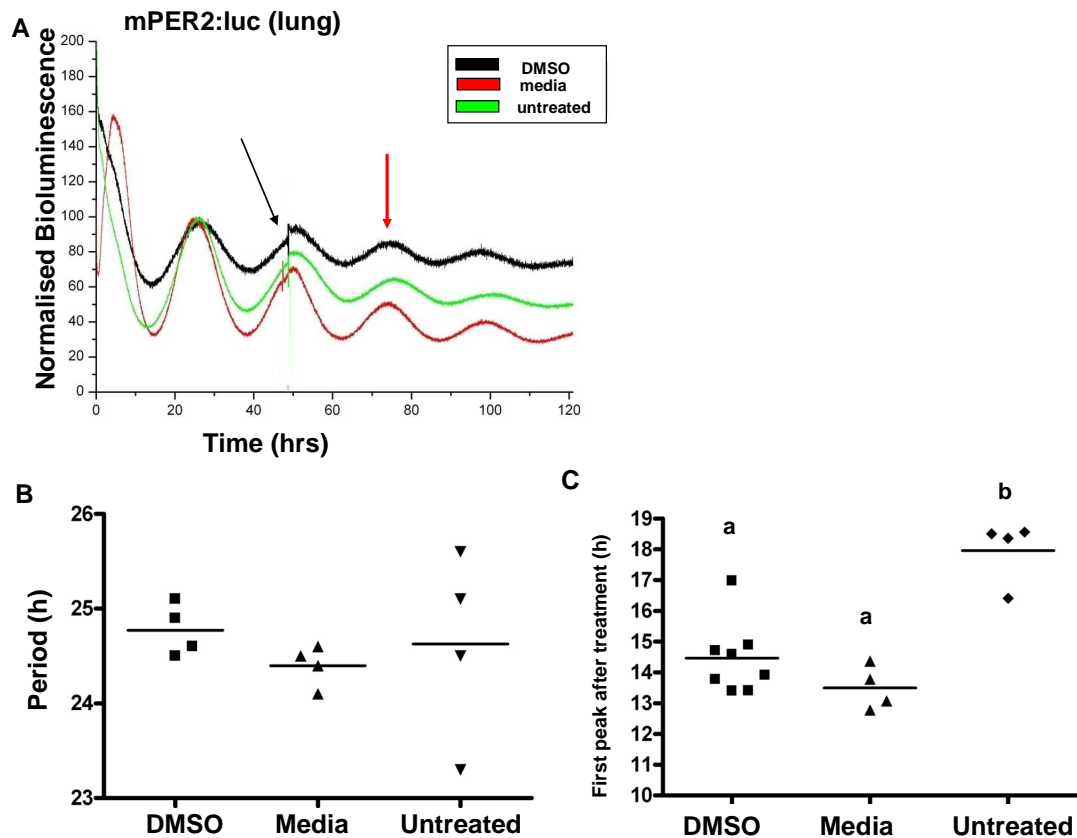 A
mPER2:luc (lung)
200
180
160
140
120
100
80
60
40
20
0
Normalised Bioluminescence
DMSO
media
untreated
0 20 40 60 80 100 120
Time (hrs)
B
26
25
24
23
Period (h)
DMSO Media Untreated
C
19
18
17
16
15
14
13
12
11
10
First peak after treatment (h)
a
a
b
DMSO Media Untreated